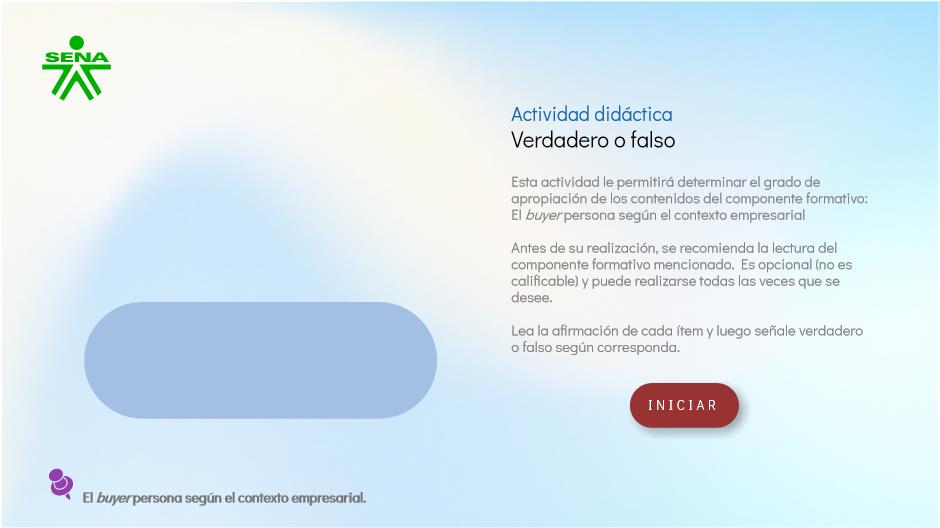 SENA
Actividad didáctica
Verdadero o falso
Esta actividad le permitirá determinar el grado de
apropiación de los contenidos del componente formativo:
El buyer persona según el contexto empresarial
Antes de su realización, se recomienda la lectura del
componente formativo mencionado. Es opcional (no es
calificable) y puede realizarse todas las veces que se
desee.
Lea la afirmación de cada ítem y luego señale verdadero
o falso según corresponda.
INICIAR
El buyer persona según el contexto empresarial.